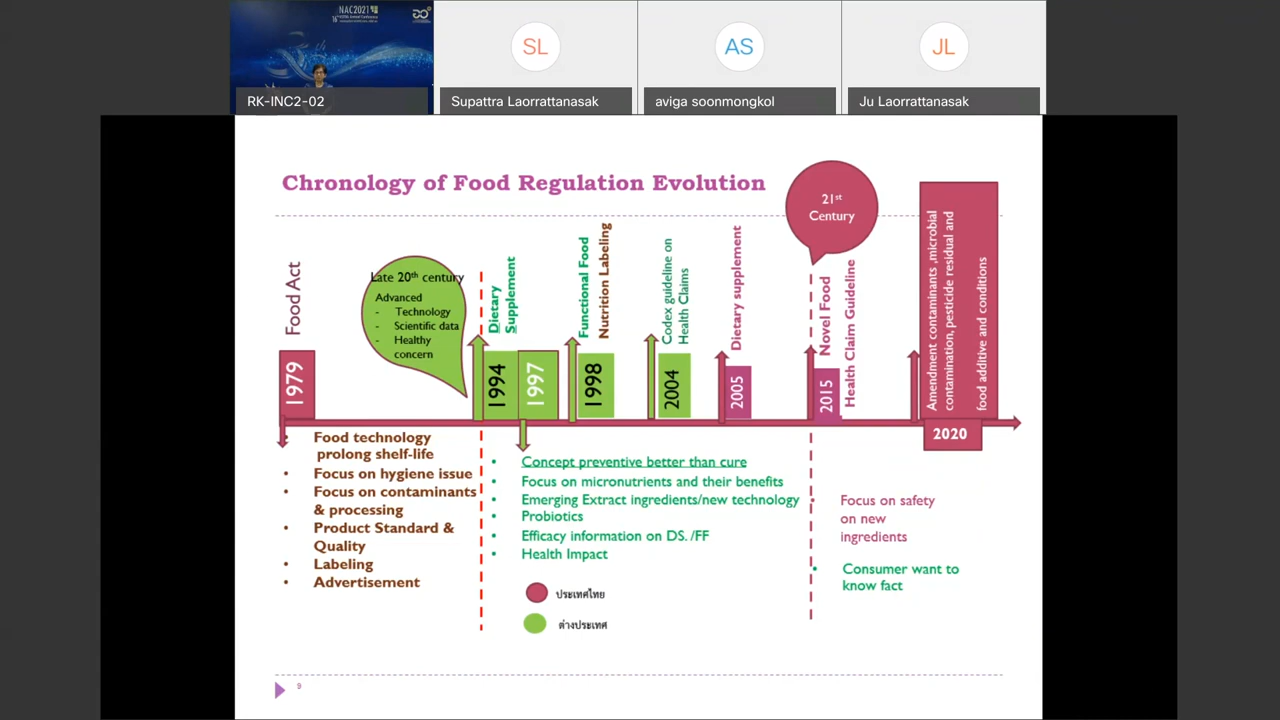 NAC2021
RK-INC2-02
SL
Supattra Laorrattanasak
AS
aviga soonmongkol
JL
Ju Laorrattanasak
Chronology of Food Regulation Evolution
21st
Century
Late 20th century
Advanced
- Technology
- Scientific data
- Healthy
concern
Food Act
1979
Dietary
Supplement
1994
1997
Functional Food
Nutrition Labeling
1998
Codex guideline on
Health Claims
2004
Dietary supplement
2005
Novel Food
Health Claim Guideline
2015
Amendment contaminants ,microbial
contamination, pesticide residual and
food additive and conditions
2020
• Food technology
prolong shelf-life
• Focus on hygiene issue
• Focus on contaminants
& processing
• Product Standard &
Quality
• Labeling
• Advertisement
• Concept preventive better than cure
• Focus on micronutrients and their benefits
• Emerging Extract ingredients/new technology
• Probiotics
• Efficacy information on DS. /FF
• Health Impact
• Focus on safety
on new
ingredients
• Consumer want to
know fact
ประเทศไทย
ต่างประเทศ
9